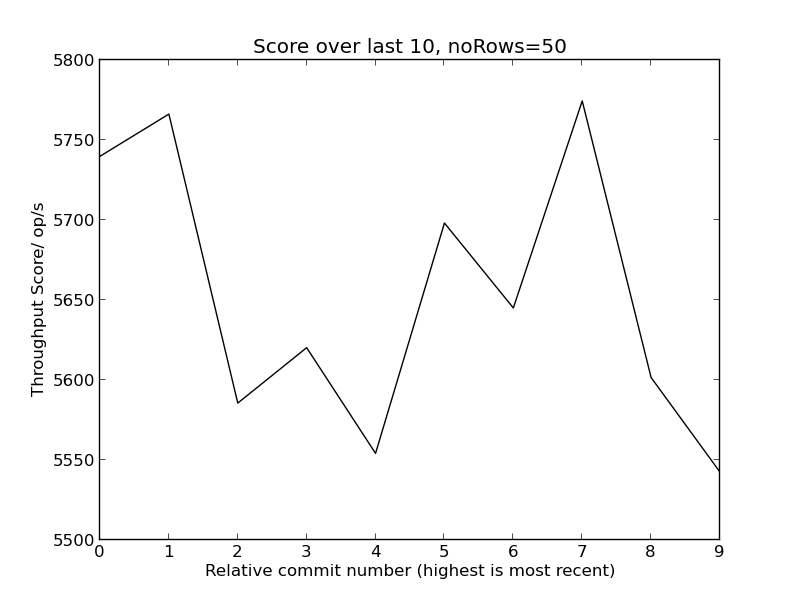 Score over last 10, noRows=50
5800
5750
5700
5650
5600
5550
5500
Throughput Score/ op/s
0 1 2 3 4 5 6 7 8 9
Relative commit number (highest is most recent)